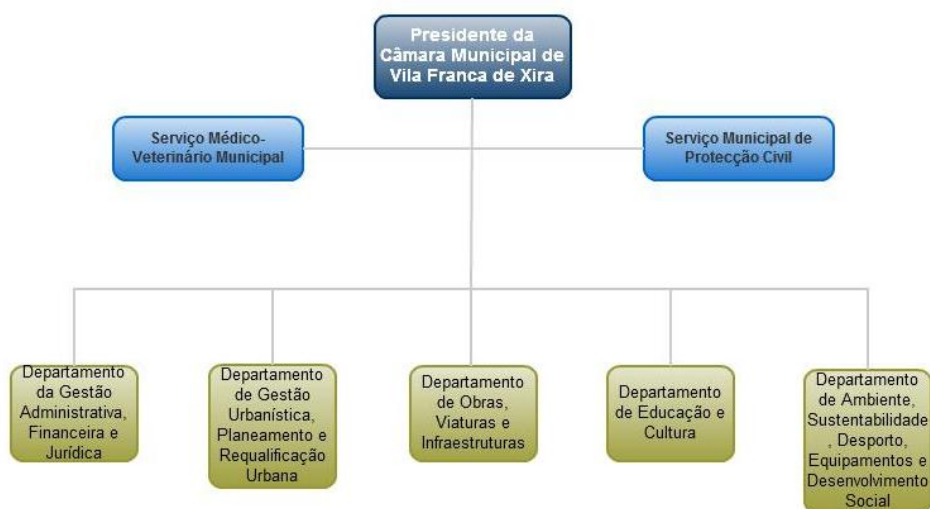 Presidente da
Câmara Municipal de
Vila Franca de Xira
Serviço Médico-
Veterinário Municipal
Serviço Municipal de
Protecção Civil
Departamento
da Gestão
Administrativa,
Financeira e
Jurídica
Departamento
de Gestão
Urbanística,
Planeamento e
Requalificação
Urbana
Departamento
de Obras,
Viaturas e
Infraestruturas
Departamento
de Educação e
Cultura
Departamento
de Ambiente,
Sustentabilidade
, Desporto,
Equipamentos e
Desenvolvimento
Social